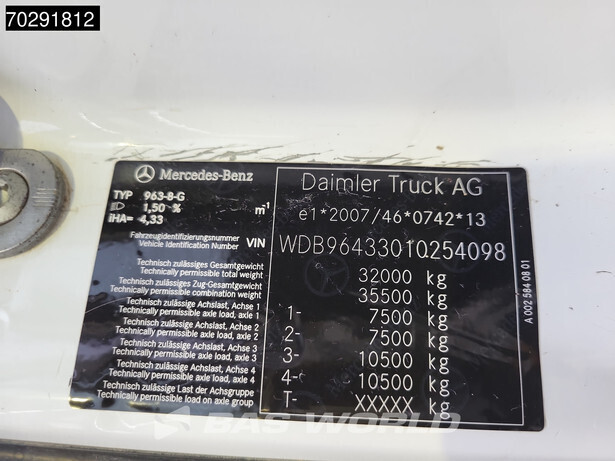 70291812
Mercedes-Benz
Daimler Truck AG
TYP 963-8-G
1,50 % m⁻¹
iHA= 4,33
e1*2007/46*0742*13
Fahrzeugidentifizierungsnummer
Vehicle Identification Number VIN
WDB96433010254098
Technisch zulässiges Gesamtgewicht
Technically permissible total weight
32000 kg
Technisch zulässiges Zug-Gesamtgewicht
Technically permissible combination weight
35500 kg
Technisch zulässige Achslast, Achse 1
Technically permissible axle load, axle 1
1- 7500 kg
Technisch zulässige Achslast, Achse 2
Technically permissible axle load, axle 2
2- 7500 kg
Technisch zulässige Achslast, Achse 3
Technically permissible axle load, axle 3
3- 10500 kg
Technisch zulässige Achslast, Achse 4
Technically permissible axle load, axle 4
4- 10500 kg
Technisch zulässige Last der Achsgruppe
Technically permissible load on axle group
T- XXXXX kg
A 002 584 08 01
BIG WORLD